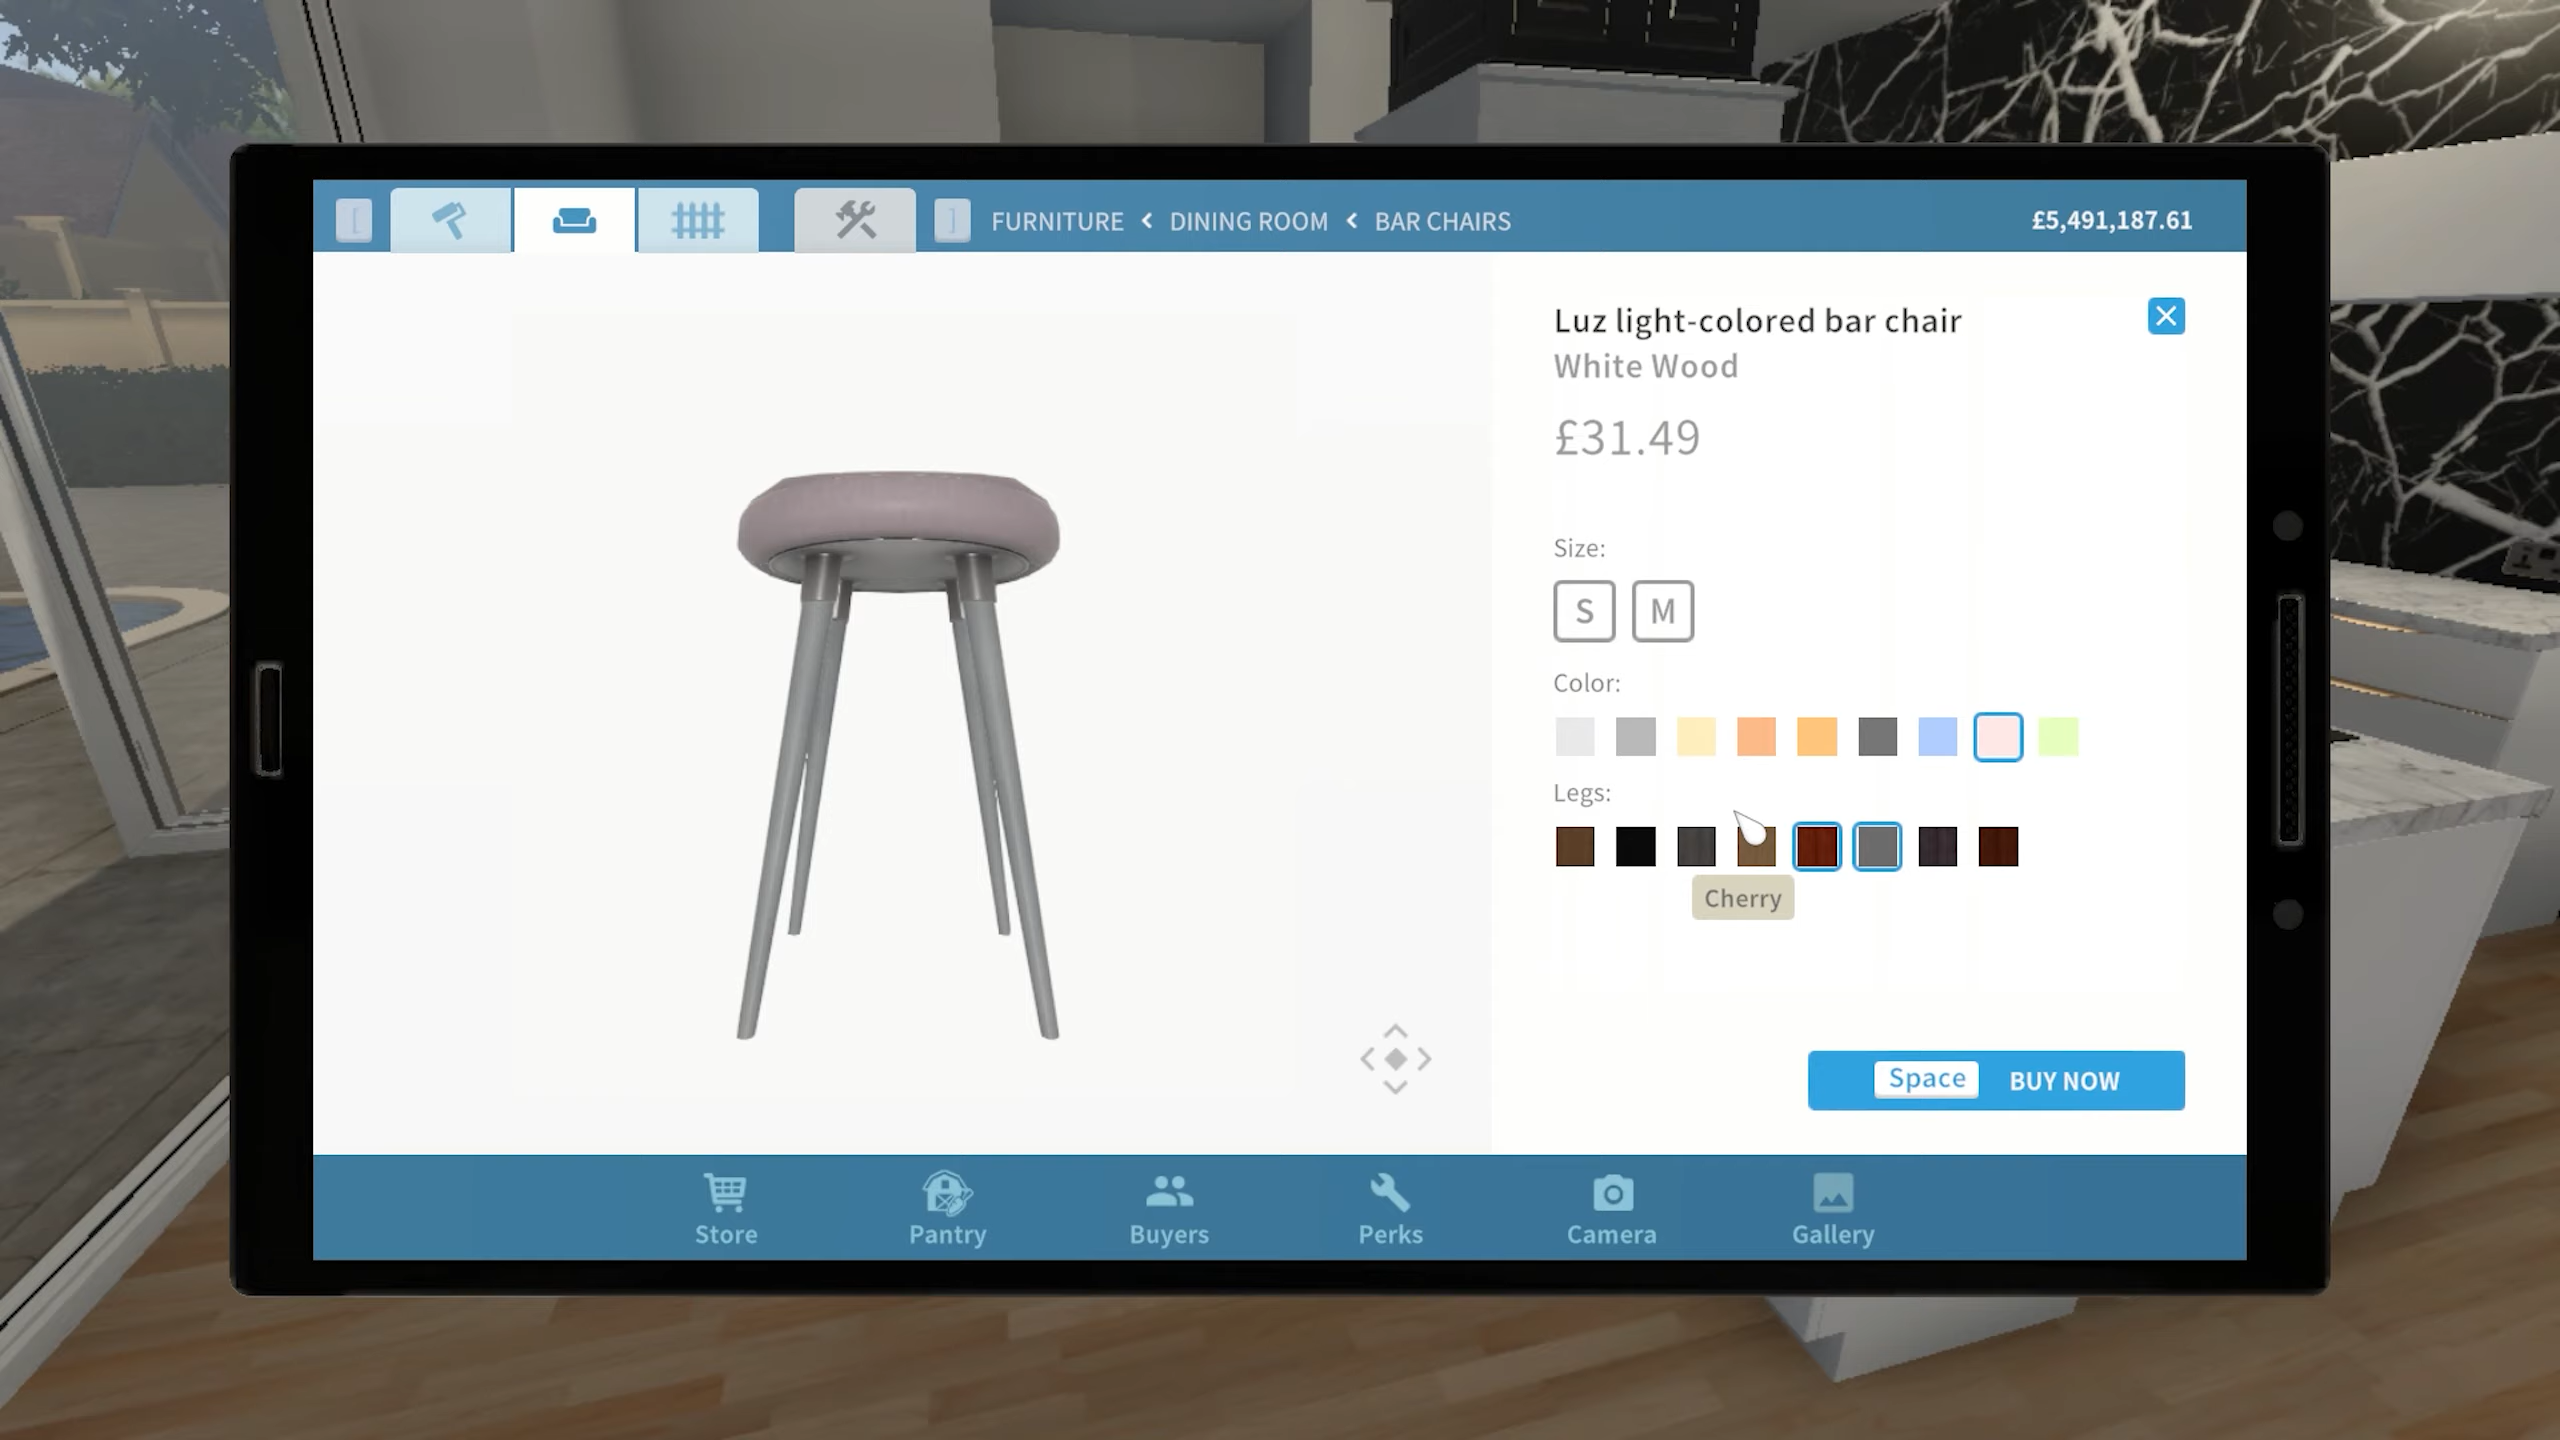 [
] FURNITURE < DINING ROOM < BAR CHAIRS
£5,491,187.61
Luz light-colored bar chair
White Wood
£31.49
Size:
S M
Color:
Legs:
Cherry
Space BUY NOW
Store Pantry Buyers Perks Camera Gallery